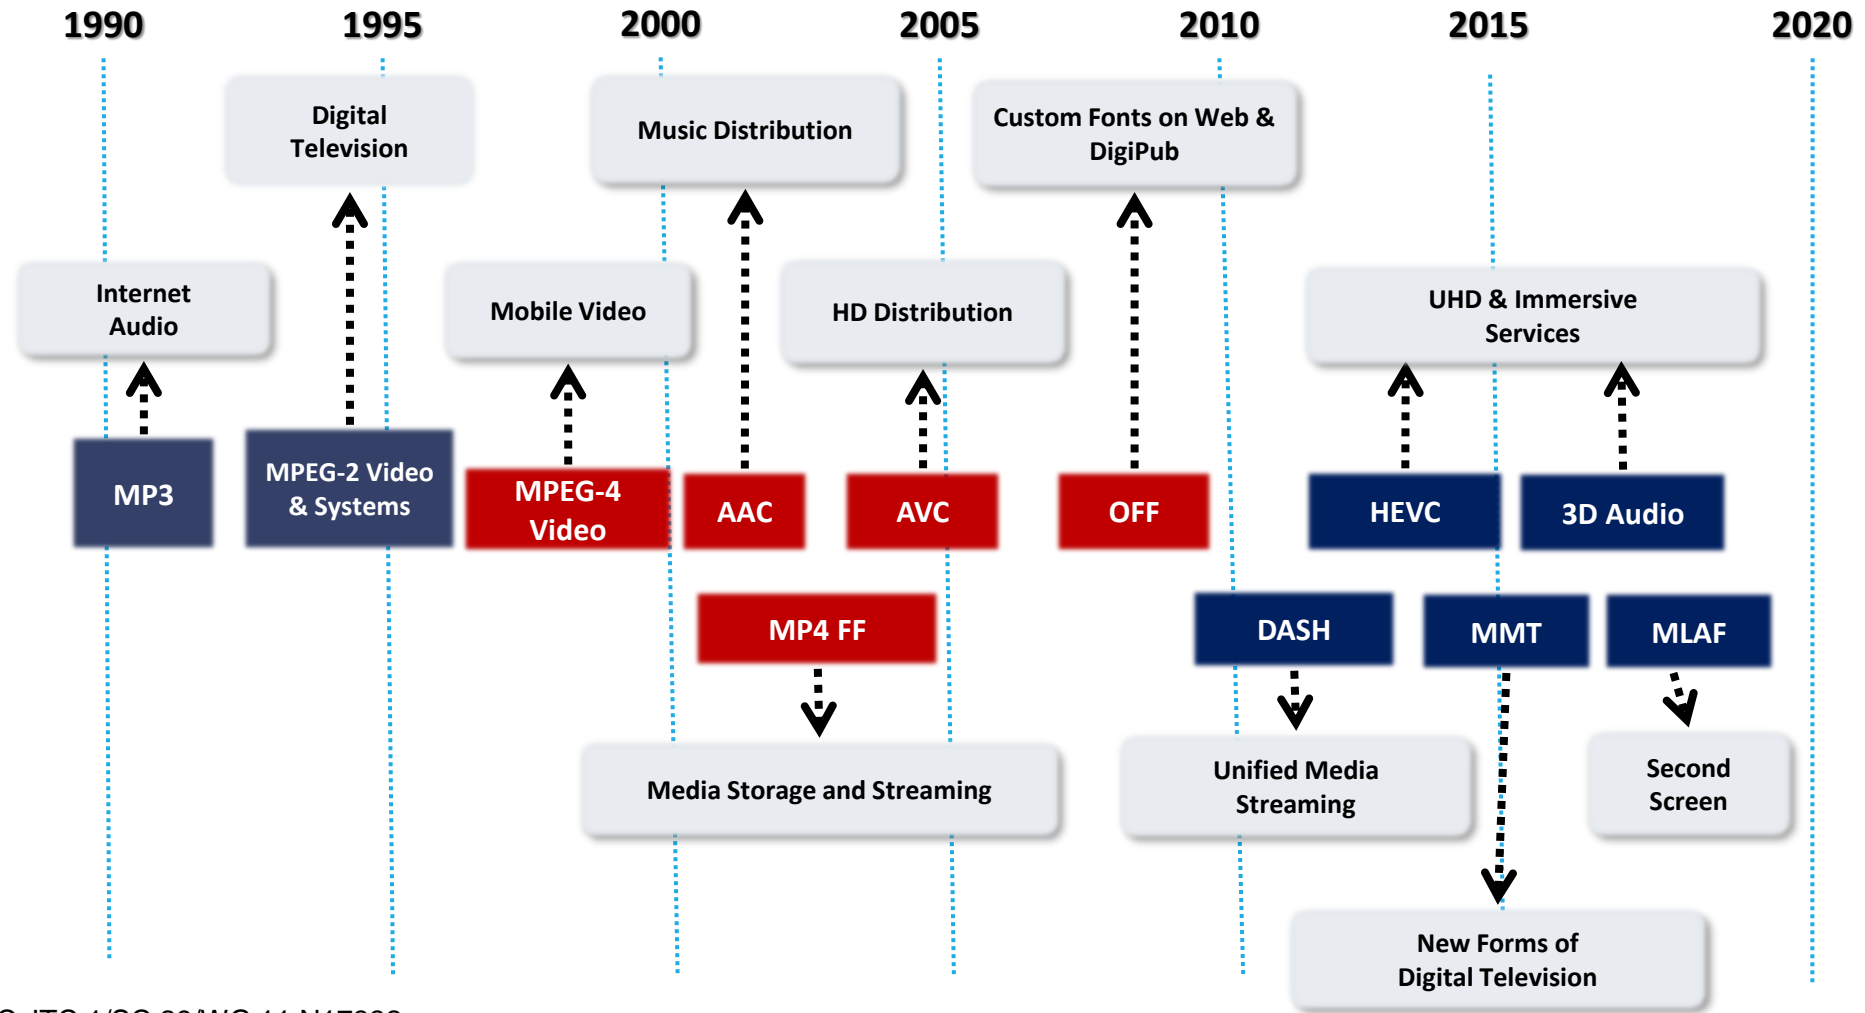 1990 1995 2000 2005 2010 2015 2020
Digital
Television
Music Distribution
Custom Fonts on Web &
DigiPub
Internet
Audio
Mobile Video
HD Distribution
UHD & Immersive
Services
MP3
MPEG-2 Video
& Systems
MPEG-4
Video
AAC
AVC
OFF
HEVC
3D Audio
MP4 FF
DASH
MMT
MLAF
Media Storage and Streaming
Unified Media
Streaming
Second
Screen
New Forms of
Digital Television